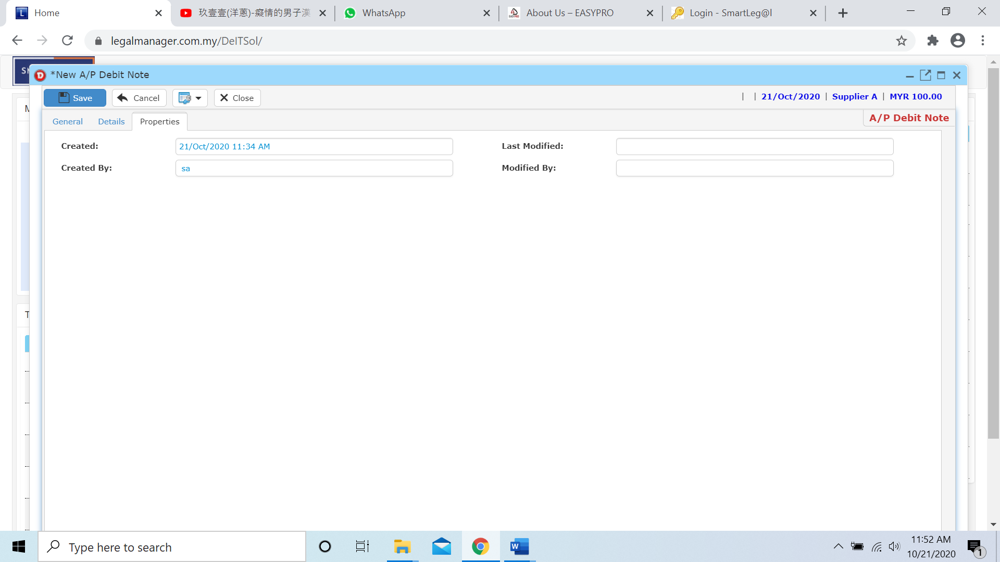 Home
玖壹壹(洋蔥)-癡情的男子漢
WhatsApp
About Us – EASYPRO
Login - SmartLeg@l
legalmanager.com.my/DeITSol/
*New A/P Debit Note
Save
Cancel
Close
| | 21/Oct/2020 | Supplier A | MYR 100.00
General
Details
Properties
A/P Debit Note
Created:
21/Oct/2020 11:34 AM
Last Modified:
Created By:
sa
Modified By:
Type here to search
11:52 AM
10/21/2020
1